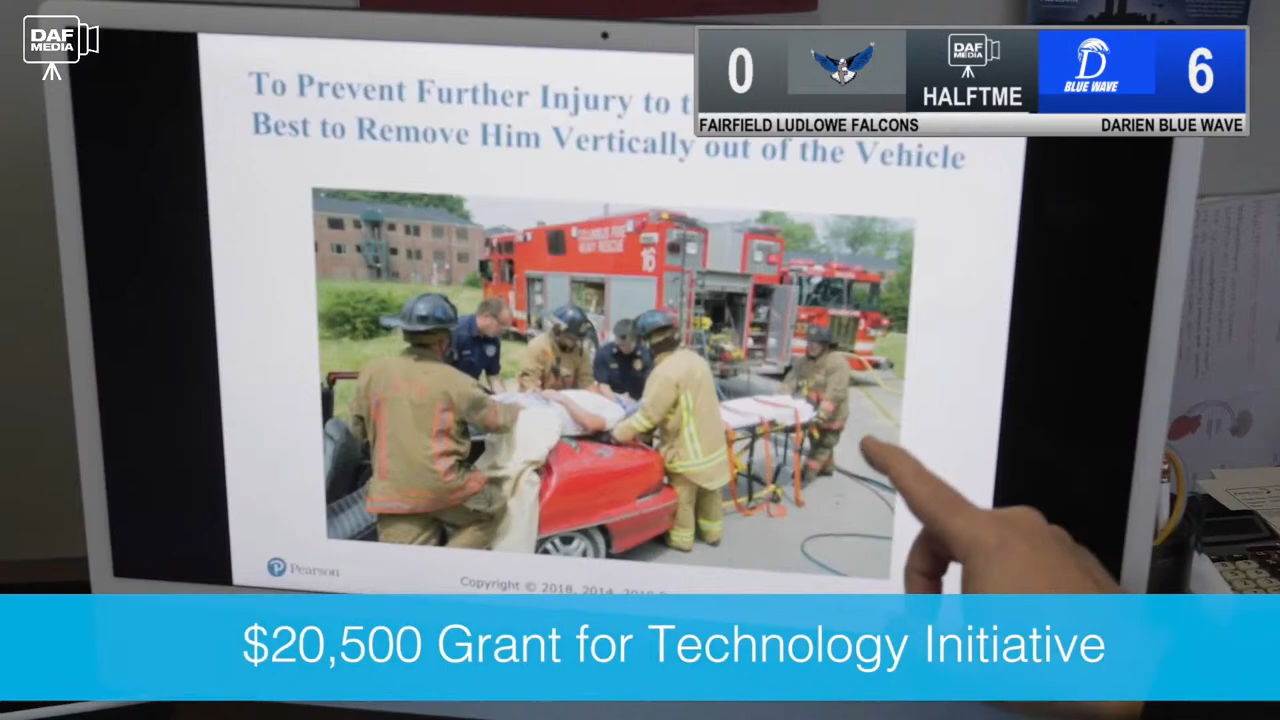 DAF
MEDIA
0
DAF
MEDIA
HALFTME
D
BLUE WAVE
6
FAIRFIELD LUDLOWE FALCONS
DARIEN BLUE WAVE
To Prevent Further Injury to
Best to Remove Him Vertically out of the Vehicle
HEAVY RESCUE
16
Pearson
Copyright © 2018, 2014,
$20,500 Grant for Technology Initiative